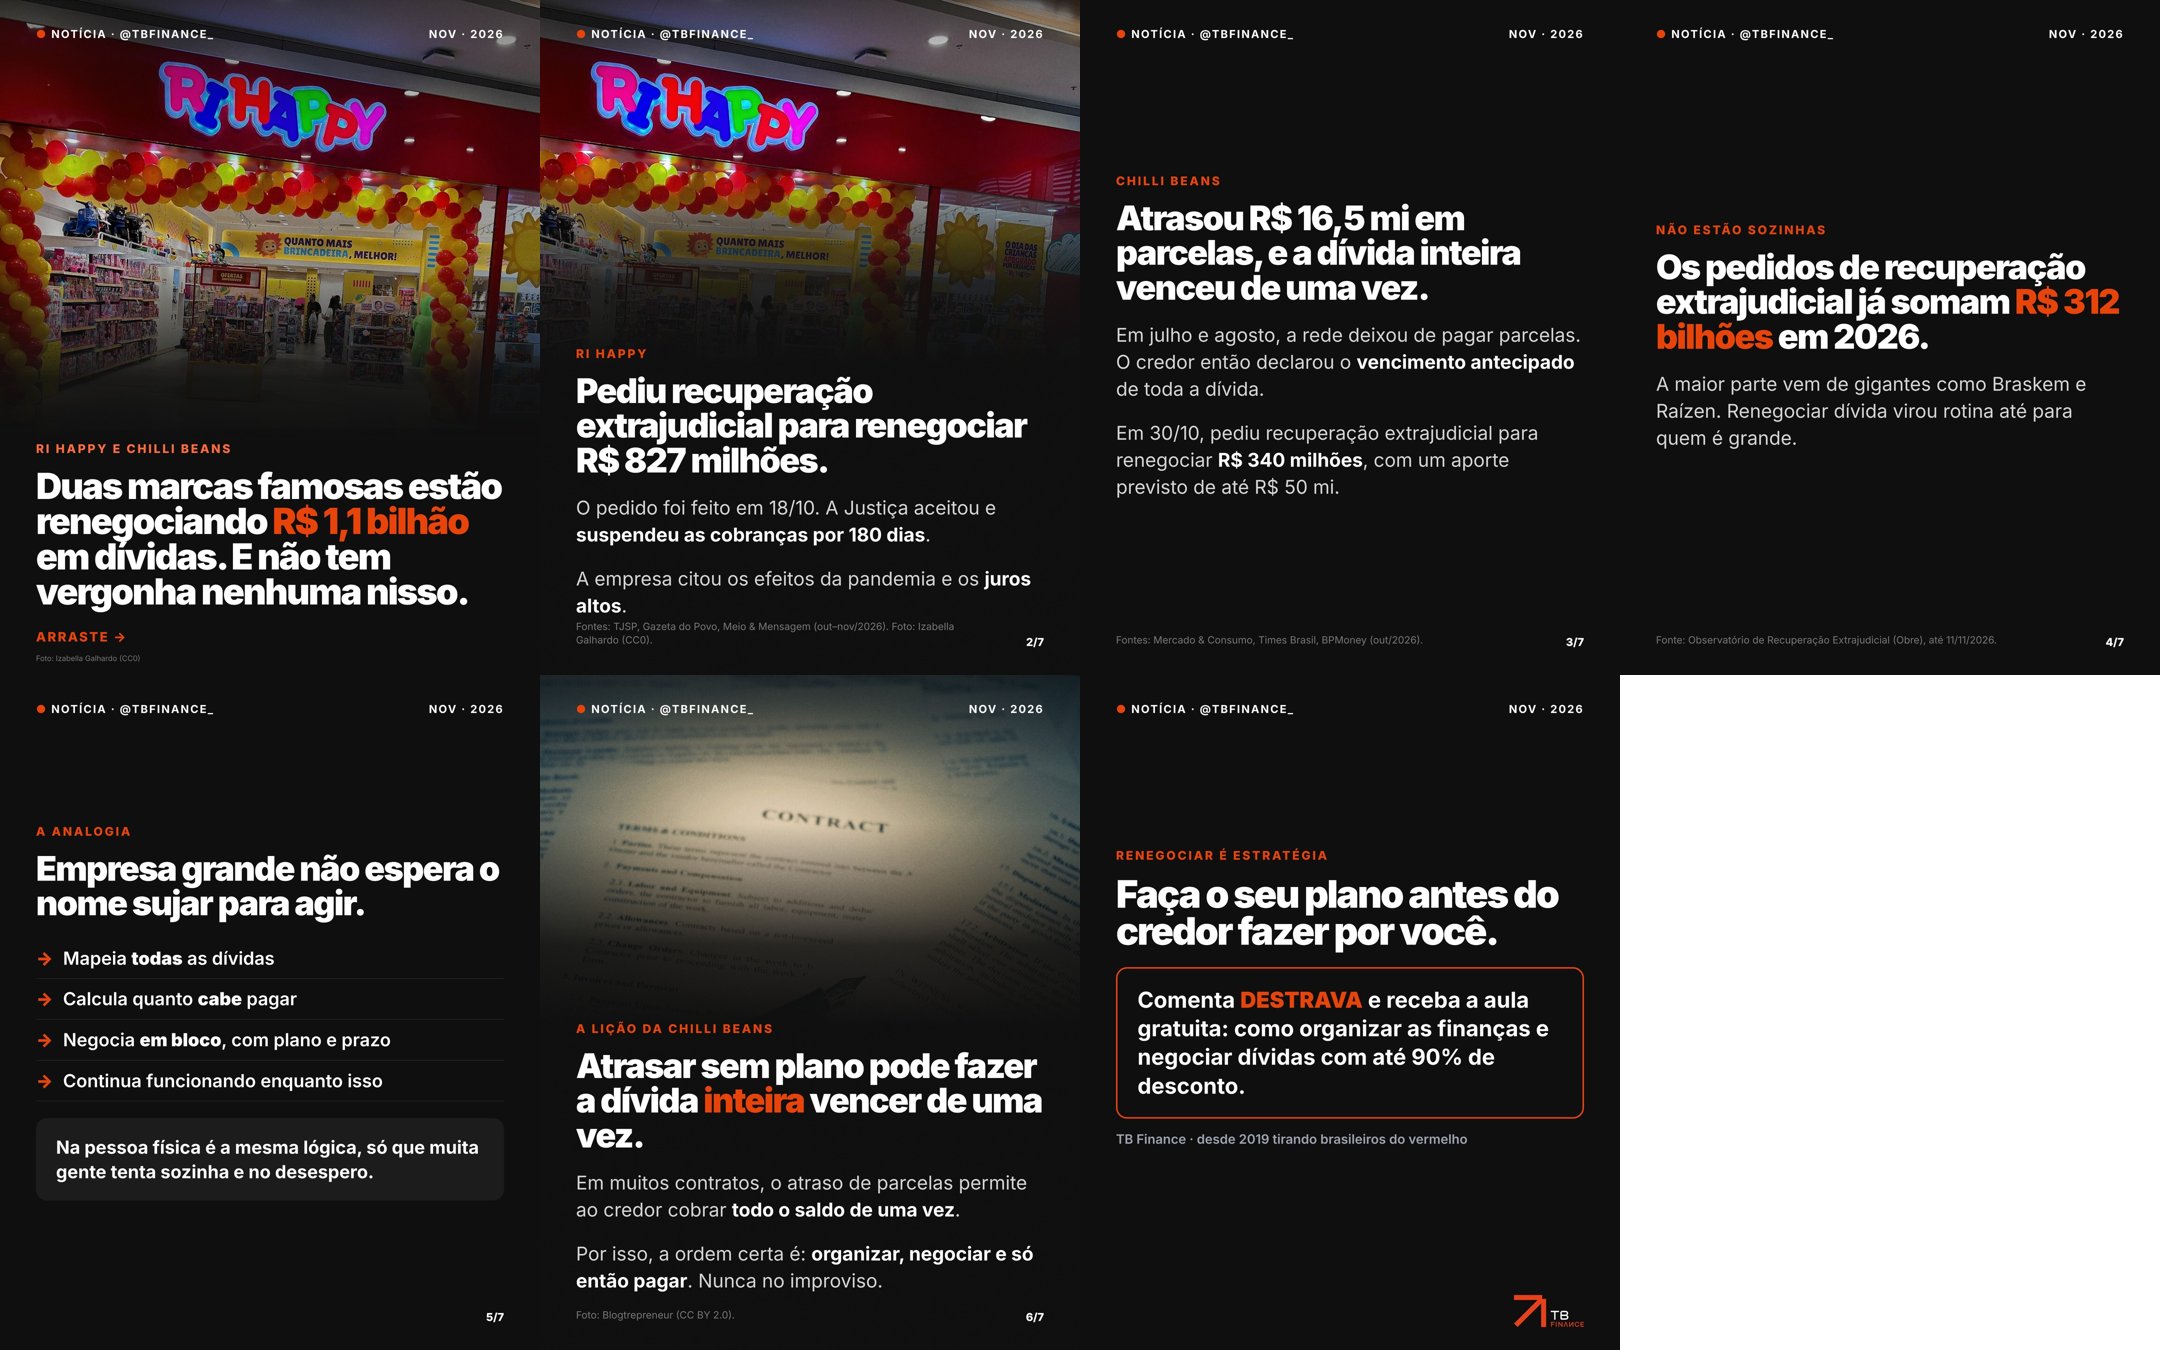 NOTÍCIA · @TBFINANCE_
NOV · 2026
RI HAPPY
QUANTO MAIS
BRINCADEIRA, MELHOR!
OFERTAS
RI HAPPY E CHILLI BEANS
Duas marcas famosas estão
renegociando R$ 1,1 bilhão
em dívidas. E não tem
vergonha nenhuma nisso.
ARRASTE →
Foto: Izabella Galhardo (CC0)
NOTÍCIA · @TBFINANCE_
NOV · 2026
RI HAPPY
QUANTO MAIS
BRINCADEIRA, MELHOR!
O DIA DAS
CRIANÇAS
RI HAPPY
Pediu recuperação
extrajudicial para renegociar
R$ 827 milhões.
O pedido foi feito em 18/10. A Justiça aceitou e
suspendeu as cobranças por 180 dias.
A empresa citou os efeitos da pandemia e os juros
altos.
Fontes: TJSP, Gazeta do Povo, Meio & Mensagem (out–nov/2026). Foto: Izabella
Galhardo (CC0).
2/7
NOTÍCIA · @TBFINANCE_
NOV · 2026
CHILLI BEANS
Atrasou R$ 16,5 mi em
parcelas, e a dívida inteira
venceu de uma vez.
Em julho e agosto, a rede deixou de pagar parcelas.
O credor então declarou o vencimento antecipado
de toda a dívida.
Em 30/10, pediu recuperação extrajudicial para
renegociar R$ 340 milhões, com um aporte
previsto de até R$ 50 mi.
Fontes: Mercado & Consumo, Times Brasil, BPMoney (out/2026).
3/7
NOTÍCIA · @TBFINANCE_
NOV · 2026
NÃO ESTÃO SOZINHAS
Os pedidos de recuperação
extrajudicial já somam R$ 312
bilhões em 2026.
A maior parte vem de gigantes como Braskem e
Raízen. Renegociar dívida virou rotina até para
quem é grande.
Fonte: Observatório de Recuperação Extrajudicial (Obre), até 11/11/2026.
4/7
NOTÍCIA · @TBFINANCE_
NOV · 2026
A ANALOGIA
Empresa grande não espera o
nome sujar para agir.
→ Mapeia todas as dívidas
→ Calcula quanto cabe pagar
→ Negocia em bloco, com plano e prazo
→ Continua funcionando enquanto isso
Na pessoa física é a mesma lógica, só que muita
gente tenta sozinha e no desespero.
5/7
NOTÍCIA · @TBFINANCE_
NOV · 2026
CONTRACT
TERMS & CONDITIONS
A LIÇÃO DA CHILLI BEANS
Atrasar sem plano pode fazer
a dívida inteira vencer de uma
vez.
Em muitos contratos, o atraso de parcelas permite
ao credor cobrar todo o saldo de uma vez.
Por isso, a ordem certa é: organizar, negociar e só
então pagar. Nunca no improviso.
Foto: Blogtrepreneur (CC BY 2.0).
6/7
NOTÍCIA · @TBFINANCE_
NOV · 2026
RENEGOCIAR É ESTRATÉGIA
Faça o seu plano antes do
credor fazer por você.
Comenta DESTRAVA e receba a aula
gratuita: como organizar as finanças e
negociar dívidas com até 90% de
desconto.
TB Finance · desde 2019 tirando brasileiros do vermelho
TB
FINANCE